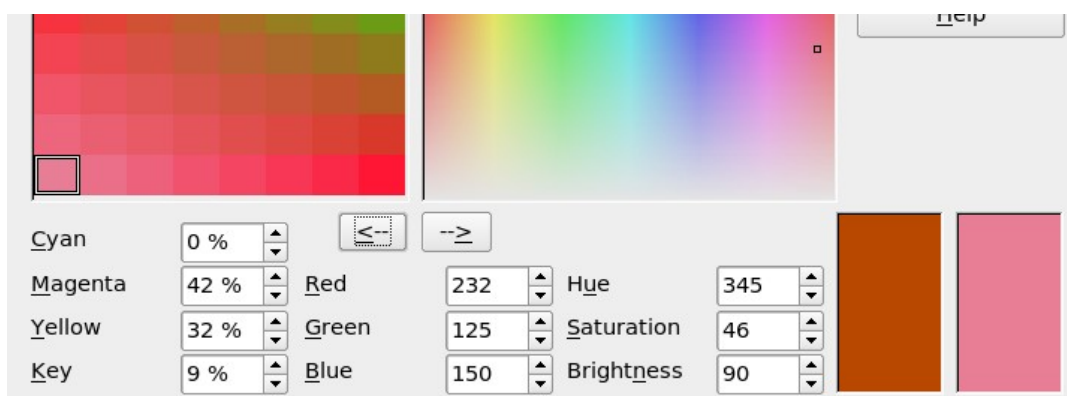 Help
<-- -->
Cyan 0 %
Magenta 42 % Red 232 Hue 345
Yellow 32 % Green 125 Saturation 46
Key 9 % Blue 150 Brightness 90